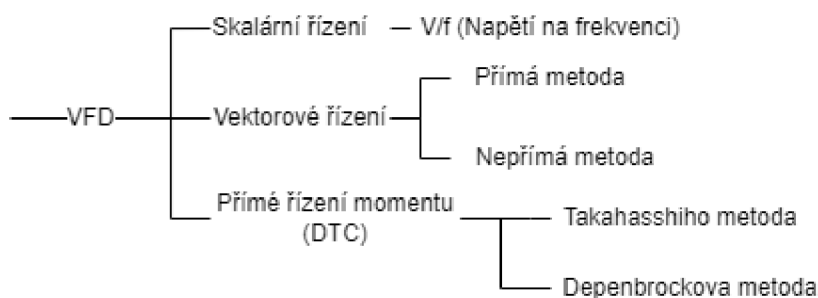 Skalární řízení
V/f (Napětí na frekvenci)
Přímá metoda
VFD
Vektorové řízení
Nepřímá metoda
Přímé řízení momentu
(DTC)
Takahasshiho metoda
Depenbrockova metoda